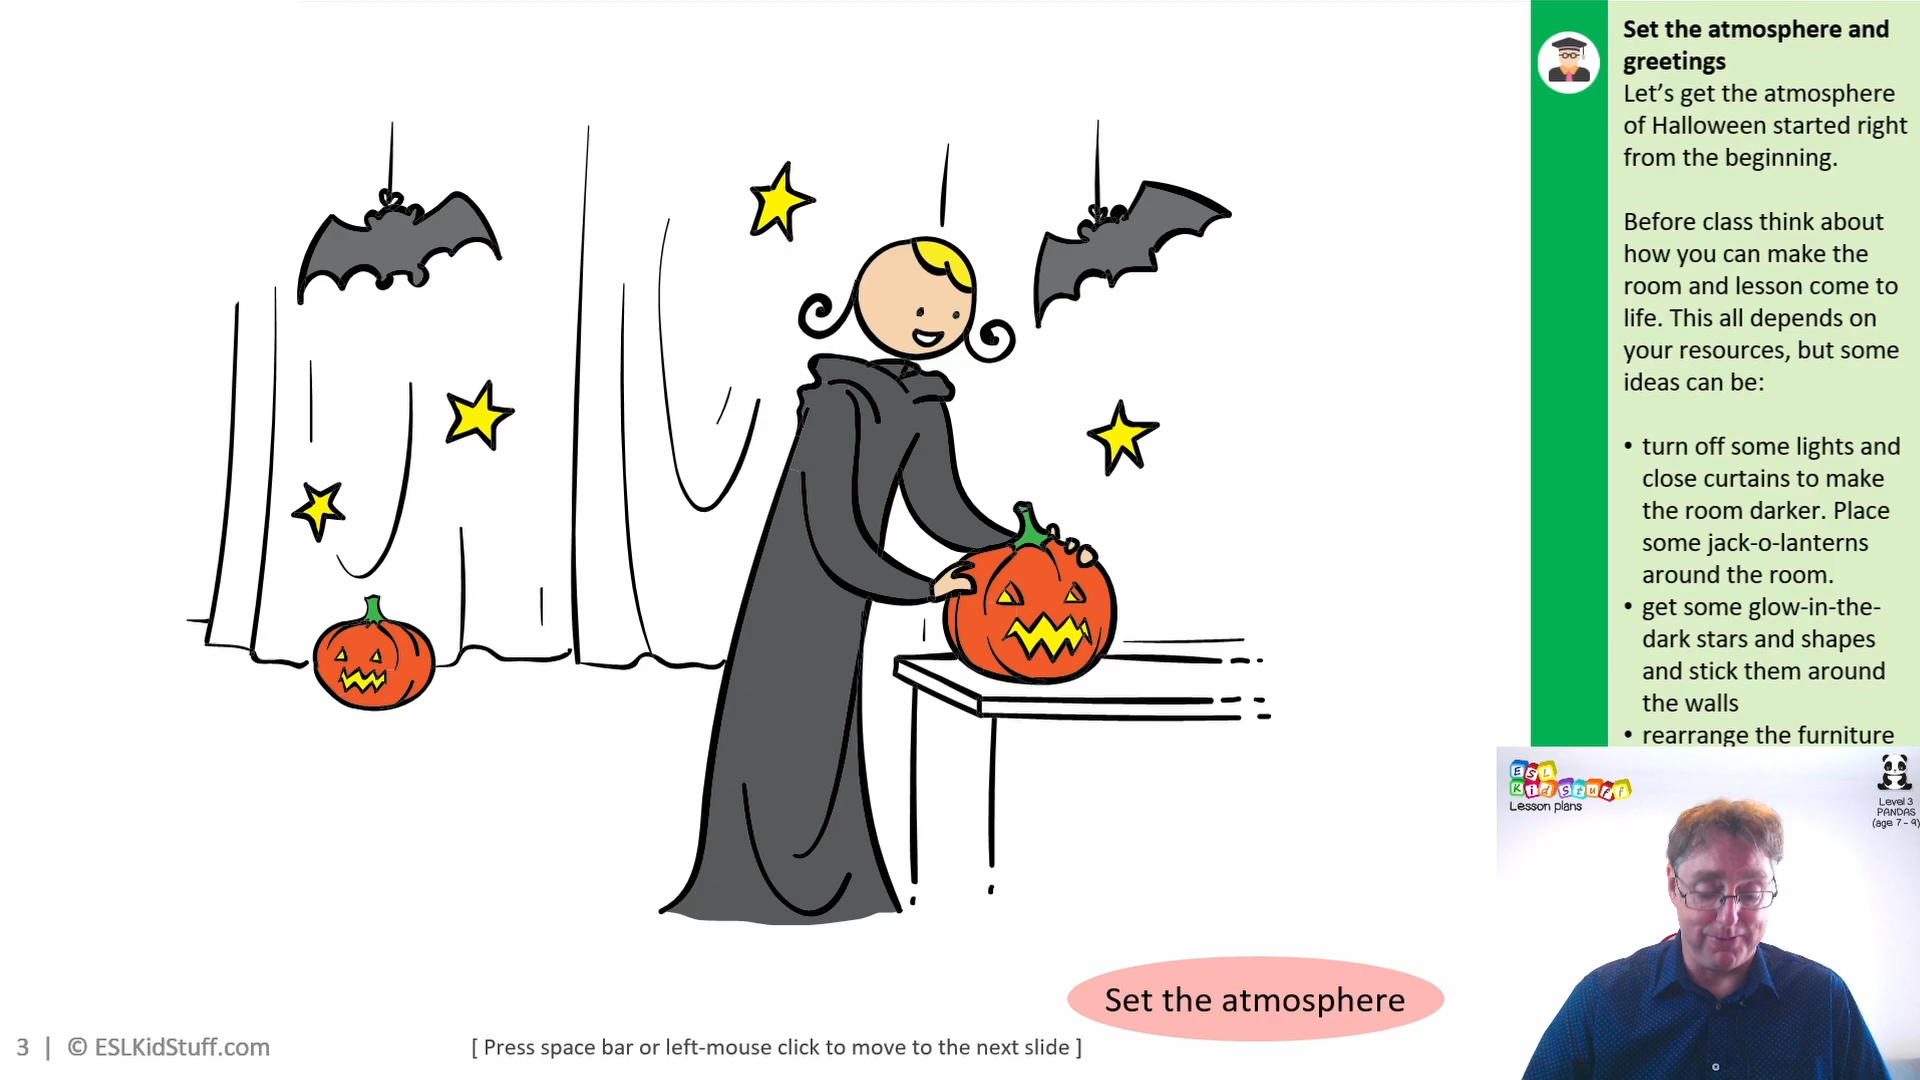 Set the atmosphere and
greetings
Let’s get the atmosphere
of Halloween started right
from the beginning.
Before class think about
how you can make the
room and lesson come to
life. This all depends on
your resources, but some
ideas can be:
• turn off some lights and
close curtains to make
the room darker. Place
some jack-o-lanterns
around the room.
• get some glow-in-the-
dark stars and shapes
and stick them around
the walls
• rearrange the furniture
ESL
KidStuff
Lesson plans
Level 3
PANDAS
(age 7 - 9)
Set the atmosphere
3 | © ESLKidStuff.com
[ Press space bar or left-mouse click to move to the next slide ]